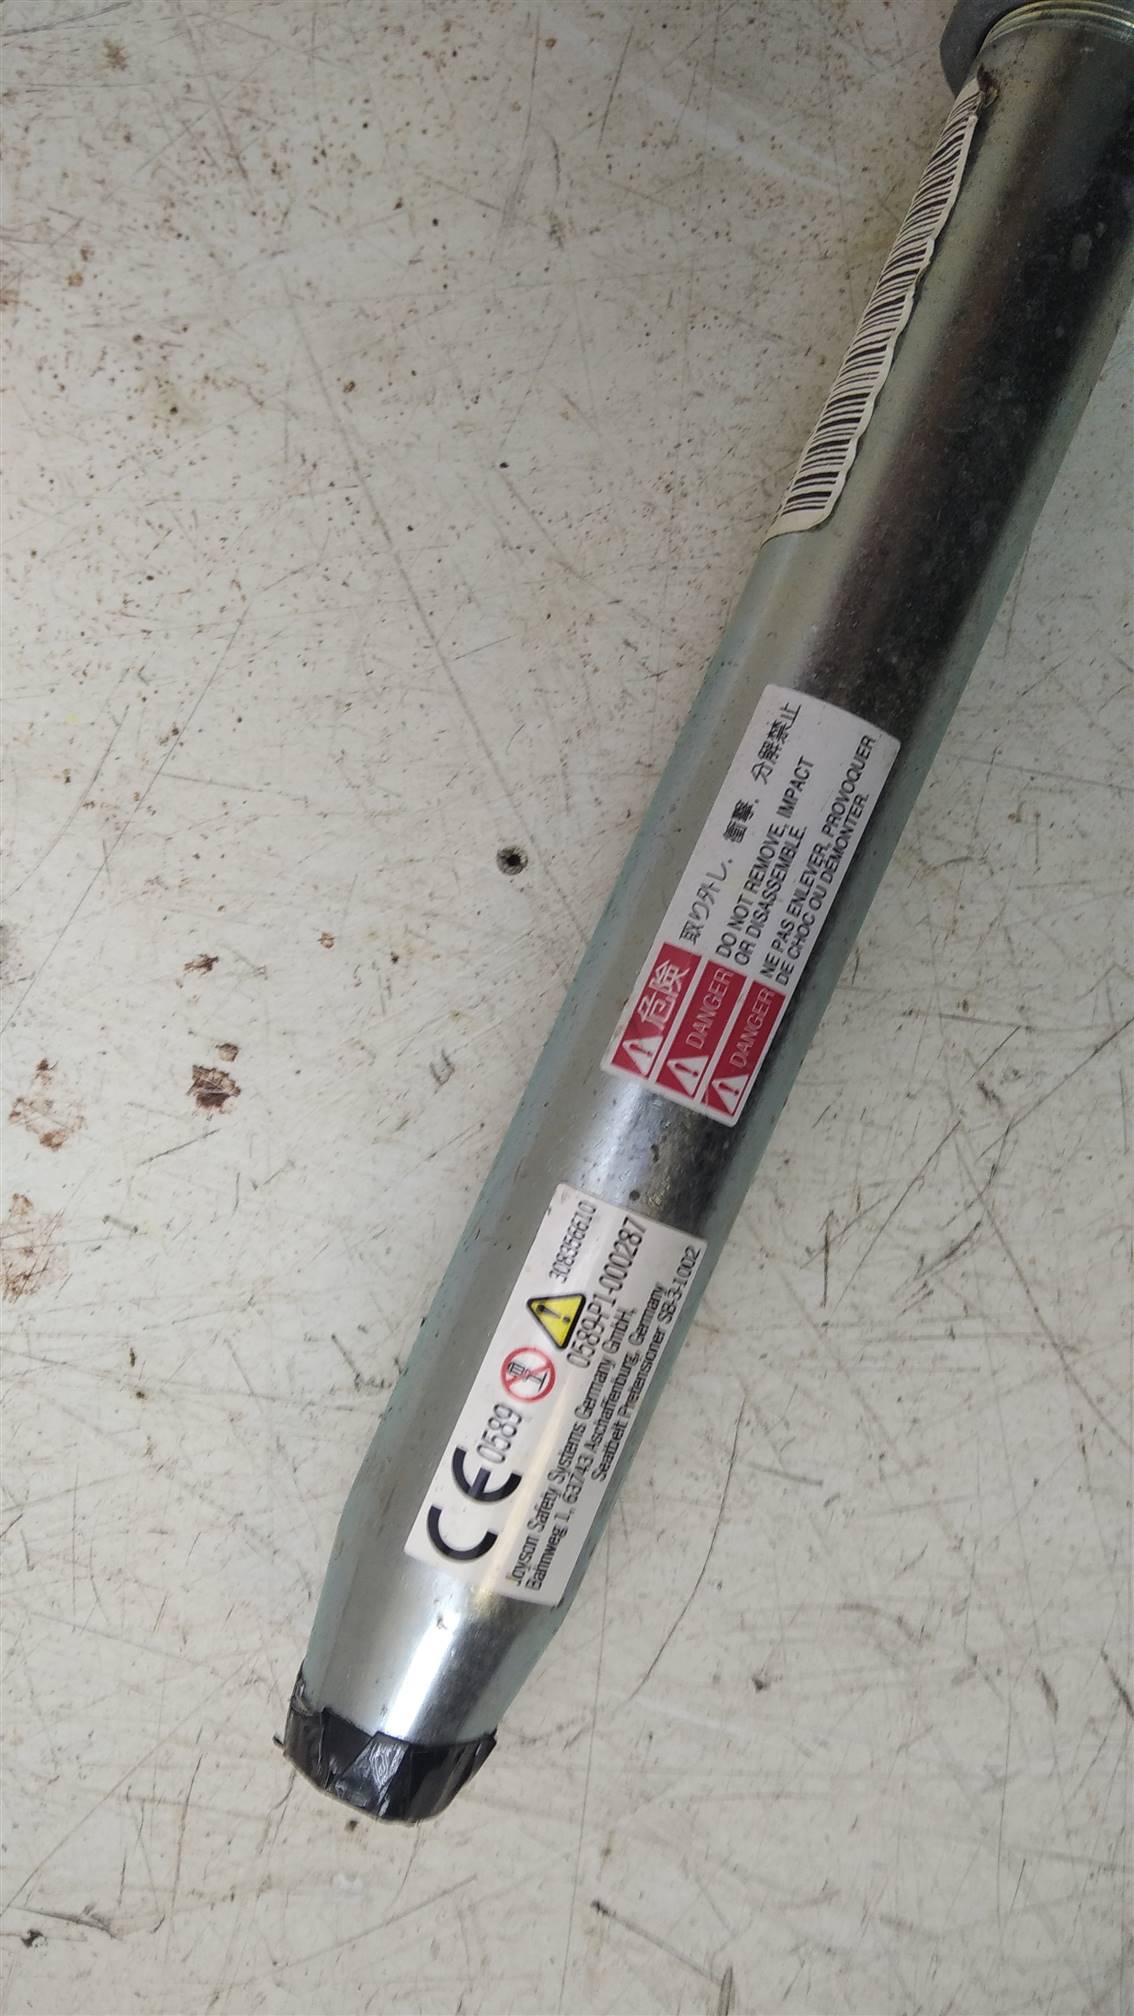 危険 取り外し、衝撃、分解禁止
DANGER DO NOT REMOVE, IMPACT
OR DISASSEMBLE.
DANGER NE PAS ENLEVER, PROVOQUER
DE CHOC OU DEMONTER.
308356610
CE 0589
0589-P1-000287
Joyson Safety Systems Germany GmbH,
Bahnweg 1, 63743 Aschaffenburg, Germany
Seatbelt Pretensioner SB-3-1002